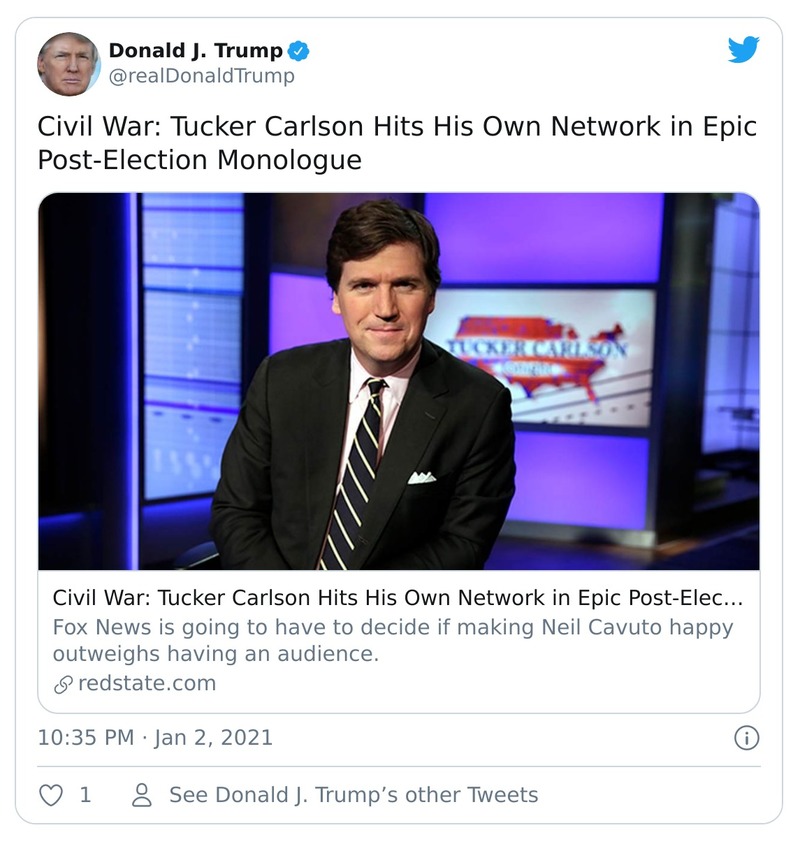 Donald J. Trump
@realDonaldTrump
Civil War: Tucker Carlson Hits His Own Network in Epic
Post-Election Monologue
TUCKER CARLSON
Tonight
Civil War: Tucker Carlson Hits His Own Network in Epic Post-Elec...
Fox News is going to have to decide if making Neil Cavuto happy
outweighs having an audience.
redstate.com
10:35 PM · Jan 2, 2021
1 See Donald J. Trump’s other Tweets